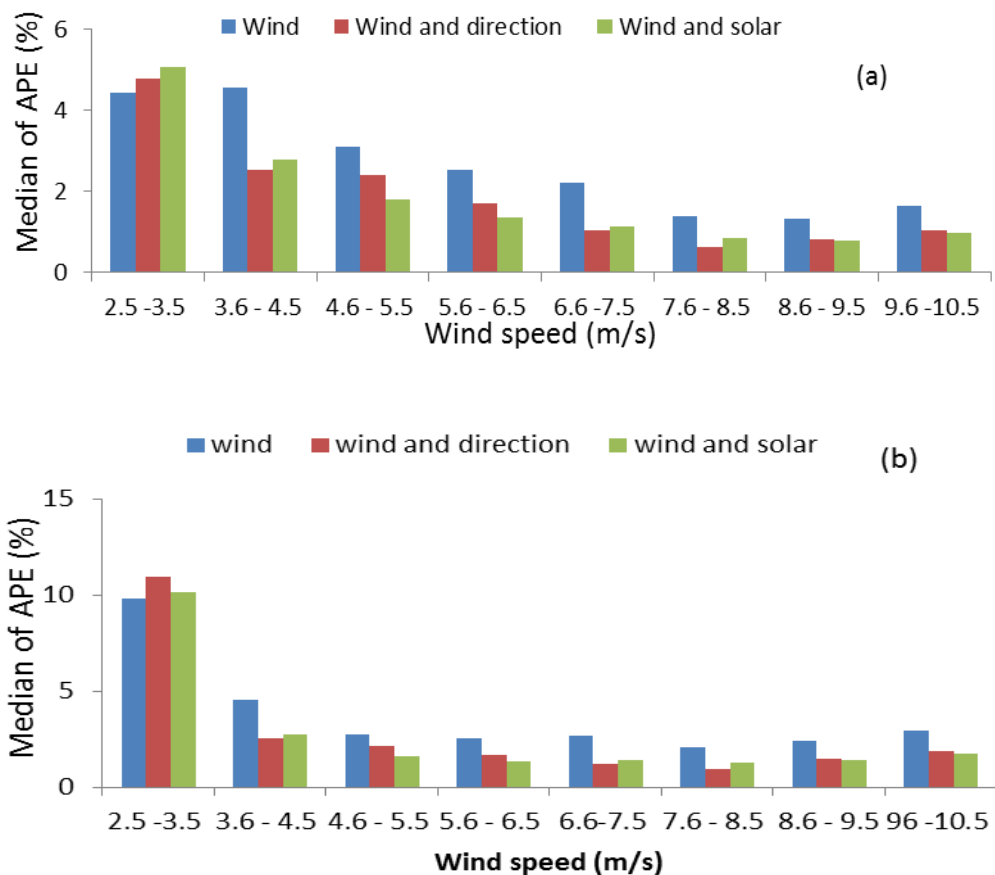 Wind Wind and direction Wind and solar
(a)
Median of APE (%)
6
4
2
0
2.5 -3.5 3.6 - 4.5 4.6 - 5.5 5.6 - 6.5 6.6 -7.5 7.6 - 8.5 8.6 - 9.5 9.6 -10.5
Wind speed (m/s)
wind wind and direction wind and solar
(b)
Median of APE (%)
15
10
5
0
2.5 -3.5 3.6 - 4.5 4.6 - 5.5 5.6 - 6.5 6.6-7.5 7.6 - 8.5 8.6 - 9.5 96 -10.5
Wind speed (m/s)